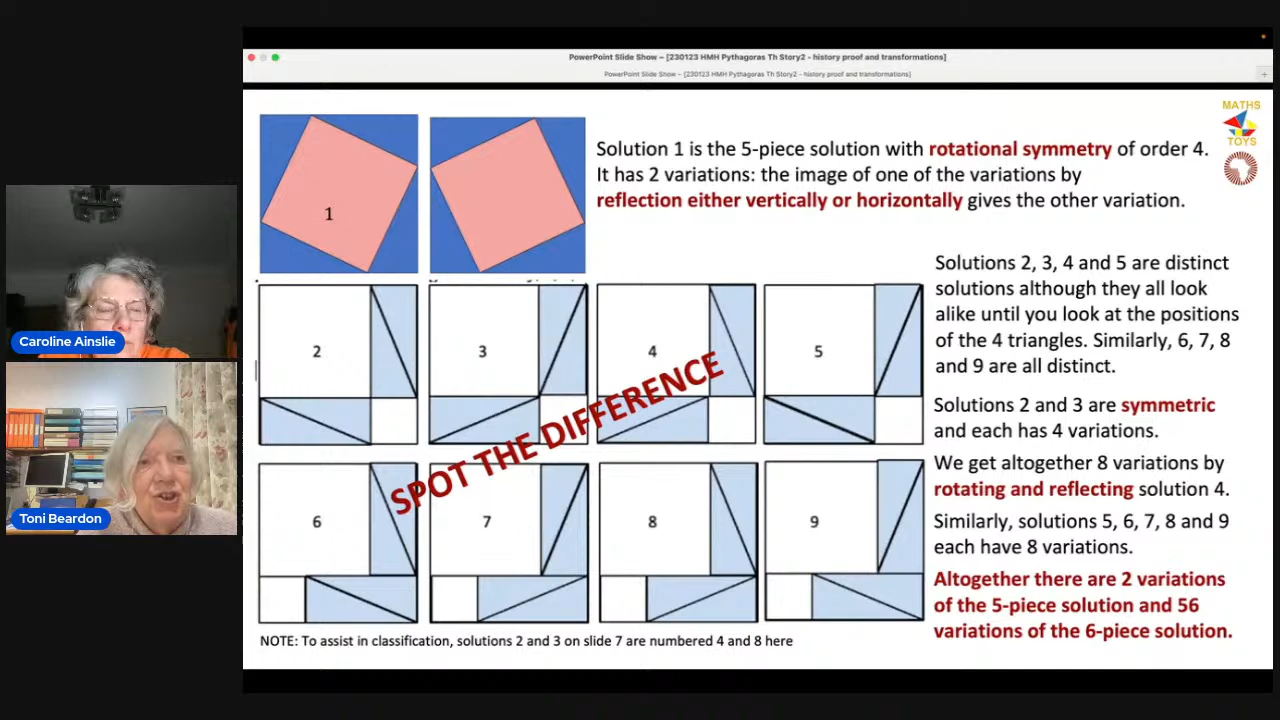 PowerPoint Slide Show – [230123 HMH Pythagoras Th Story2 - history proof and transformations]
PowerPoint Slide Show – [230123 HMH Pythagoras Th Story2 - history proof and transformations]
MATHS
TOYS
1
Solution 1 is the 5-piece solution with rotational symmetry of order 4.
It has 2 variations: the image of one of the variations by
reflection either vertically or horizontally gives the other variation.
2
3
4
5
SPOT THE DIFFERENCE
6
7
8
9
Solutions 2, 3, 4 and 5 are distinct
solutions although they all look
alike until you look at the positions
of the 4 triangles. Similarly, 6, 7, 8
and 9 are all distinct.
Solutions 2 and 3 are symmetric
and each has 4 variations.
We get altogether 8 variations by
rotating and reflecting solution 4.
Similarly, solutions 5, 6, 7, 8 and 9
each have 8 variations.
Altogether there are 2 variations
of the 5-piece solution and 56
variations of the 6-piece solution.
NOTE: To assist in classification, solutions 2 and 3 on slide 7 are numbered 4 and 8 here
Caroline Ainslie
Toni Beardon